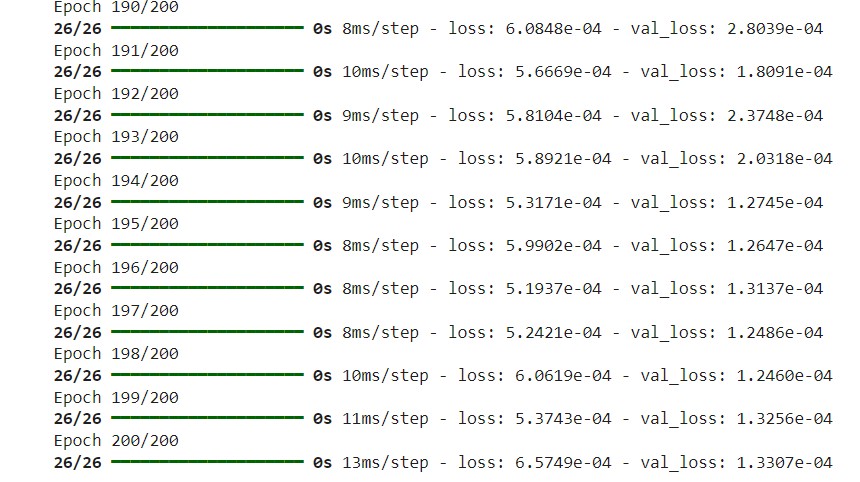 Epoch 190/200
26/26 ━━━━━━━━━━━━━━━━━━━━ 0s 8ms/step - loss: 6.0848e-04 - val_loss: 2.8039e-04
Epoch 191/200
26/26 ━━━━━━━━━━━━━━━━━━━━ 0s 10ms/step - loss: 5.6669e-04 - val_loss: 1.8091e-04
Epoch 192/200
26/26 ━━━━━━━━━━━━━━━━━━━━ 0s 9ms/step - loss: 5.8104e-04 - val_loss: 2.3748e-04
Epoch 193/200
26/26 ━━━━━━━━━━━━━━━━━━━━ 0s 10ms/step - loss: 5.8921e-04 - val_loss: 2.0318e-04
Epoch 194/200
26/26 ━━━━━━━━━━━━━━━━━━━━ 0s 9ms/step - loss: 5.3171e-04 - val_loss: 1.2745e-04
Epoch 195/200
26/26 ━━━━━━━━━━━━━━━━━━━━ 0s 8ms/step - loss: 5.9902e-04 - val_loss: 1.2647e-04
Epoch 196/200
26/26 ━━━━━━━━━━━━━━━━━━━━ 0s 8ms/step - loss: 5.1937e-04 - val_loss: 1.3137e-04
Epoch 197/200
26/26 ━━━━━━━━━━━━━━━━━━━━ 0s 8ms/step - loss: 5.2421e-04 - val_loss: 1.2486e-04
Epoch 198/200
26/26 ━━━━━━━━━━━━━━━━━━━━ 0s 10ms/step - loss: 6.0619e-04 - val_loss: 1.2460e-04
Epoch 199/200
26/26 ━━━━━━━━━━━━━━━━━━━━ 0s 11ms/step - loss: 5.3743e-04 - val_loss: 1.3256e-04
Epoch 200/200
26/26 ━━━━━━━━━━━━━━━━━━━━ 0s 13ms/step - loss: 6.5749e-04 - val_loss: 1.3307e-04